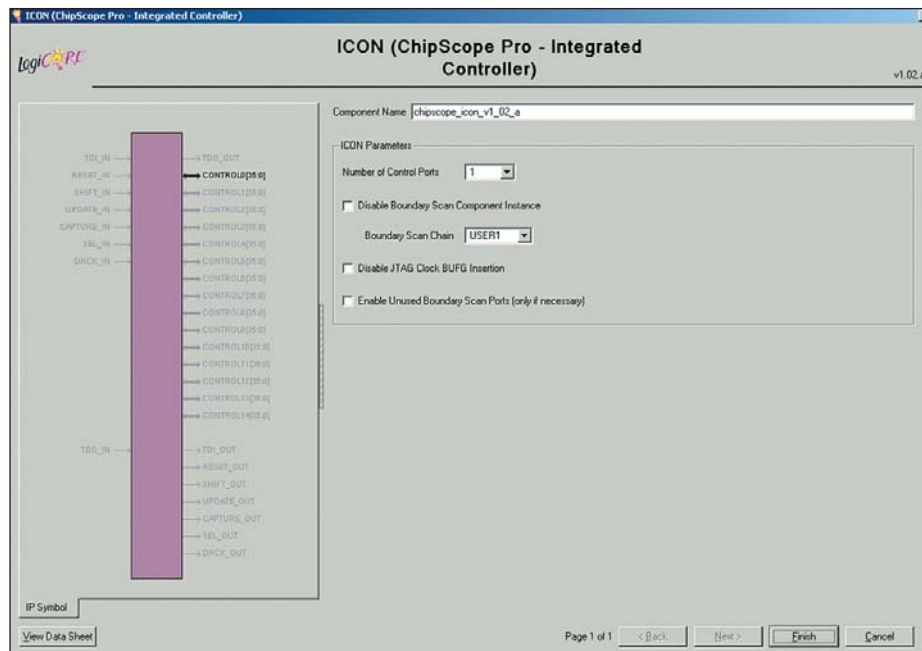 ICON (ChipScope Pro - Integrated Controller)
LogiCORE
ICON (ChipScope Pro - Integrated
Controller)
v1.02.a
Component Name chipscope_icon_v1_02_a
ICON Parameters
Number of Control Ports 1
Disable Boundary Scan Component Instance
Boundary Scan Chain USER1
Disable JTAG Clock BUFG Insertion
Enable Unused Boundary Scan Ports (only if necessary)
TDI_IN
RESET_IN
SHIFT_IN
UPDATE_IN
CAPTURE_IN
SEL_IN
DRCK_IN
TDO_IN
TDO_OUT
CONTROL0[35:0]
CONTROL1[35:0]
CONTROL2[35:0]
CONTROL3[35:0]
CONTROL4[35:0]
CONTROL5[35:0]
CONTROL6[35:0]
CONTROL7[35:0]
CONTROL8[35:0]
CONTROL9[35:0]
CONTROL10[35:0]
CONTROL11[35:0]
CONTROL12[35:0]
CONTROL13[35:0]
CONTROL14[35:0]
TDI_OUT
RESET_OUT
SHIFT_OUT
UPDATE_OUT
CAPTURE_OUT
SEL_OUT
DRCK_OUT
IP Symbol
View Data Sheet
Page 1 of 1
< Back
Next >
Finish
Cancel